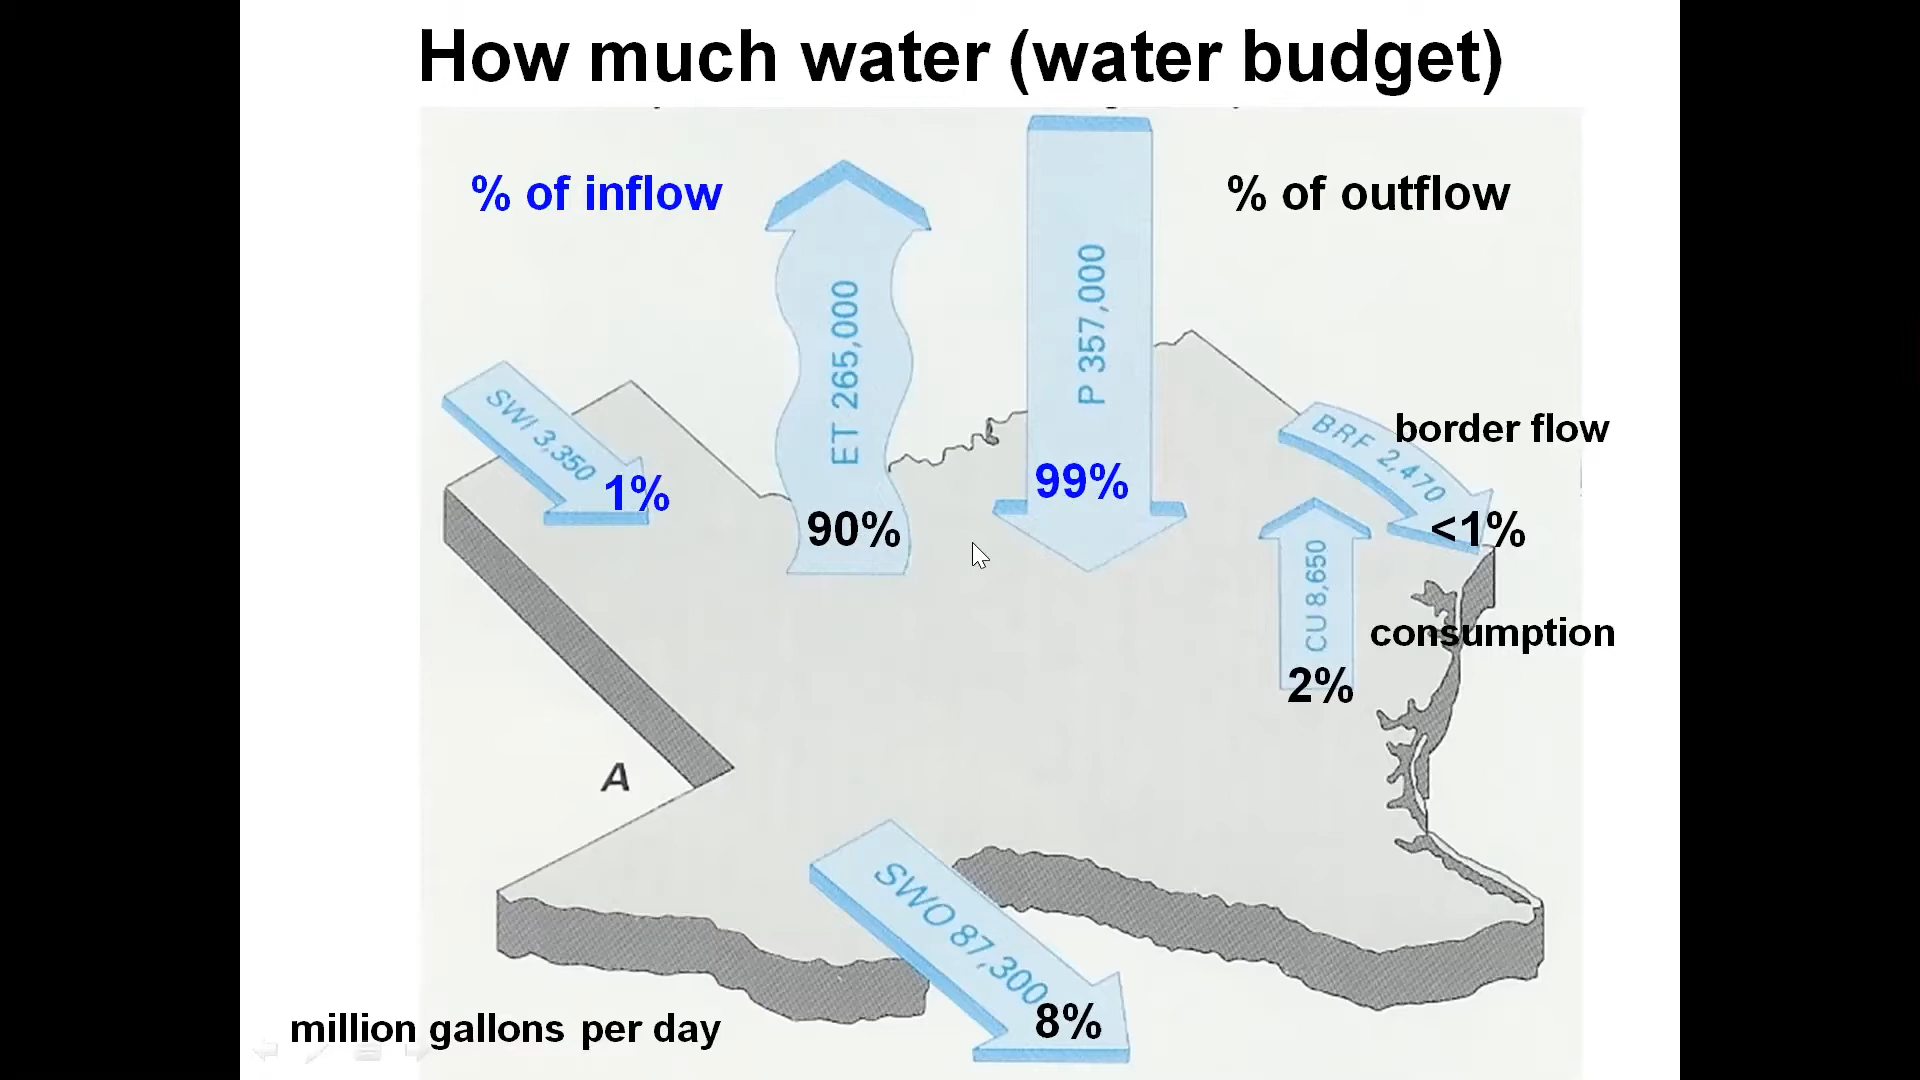 How much water (water budget)
% of inflow
% of outflow
ET 265,000
90%
P 357,000
99%
SWI 3,350
1%
BRF 2,470
border flow
<1%
CU 8,650
consumption
2%
A
SWO 87,300
8%
million gallons per day